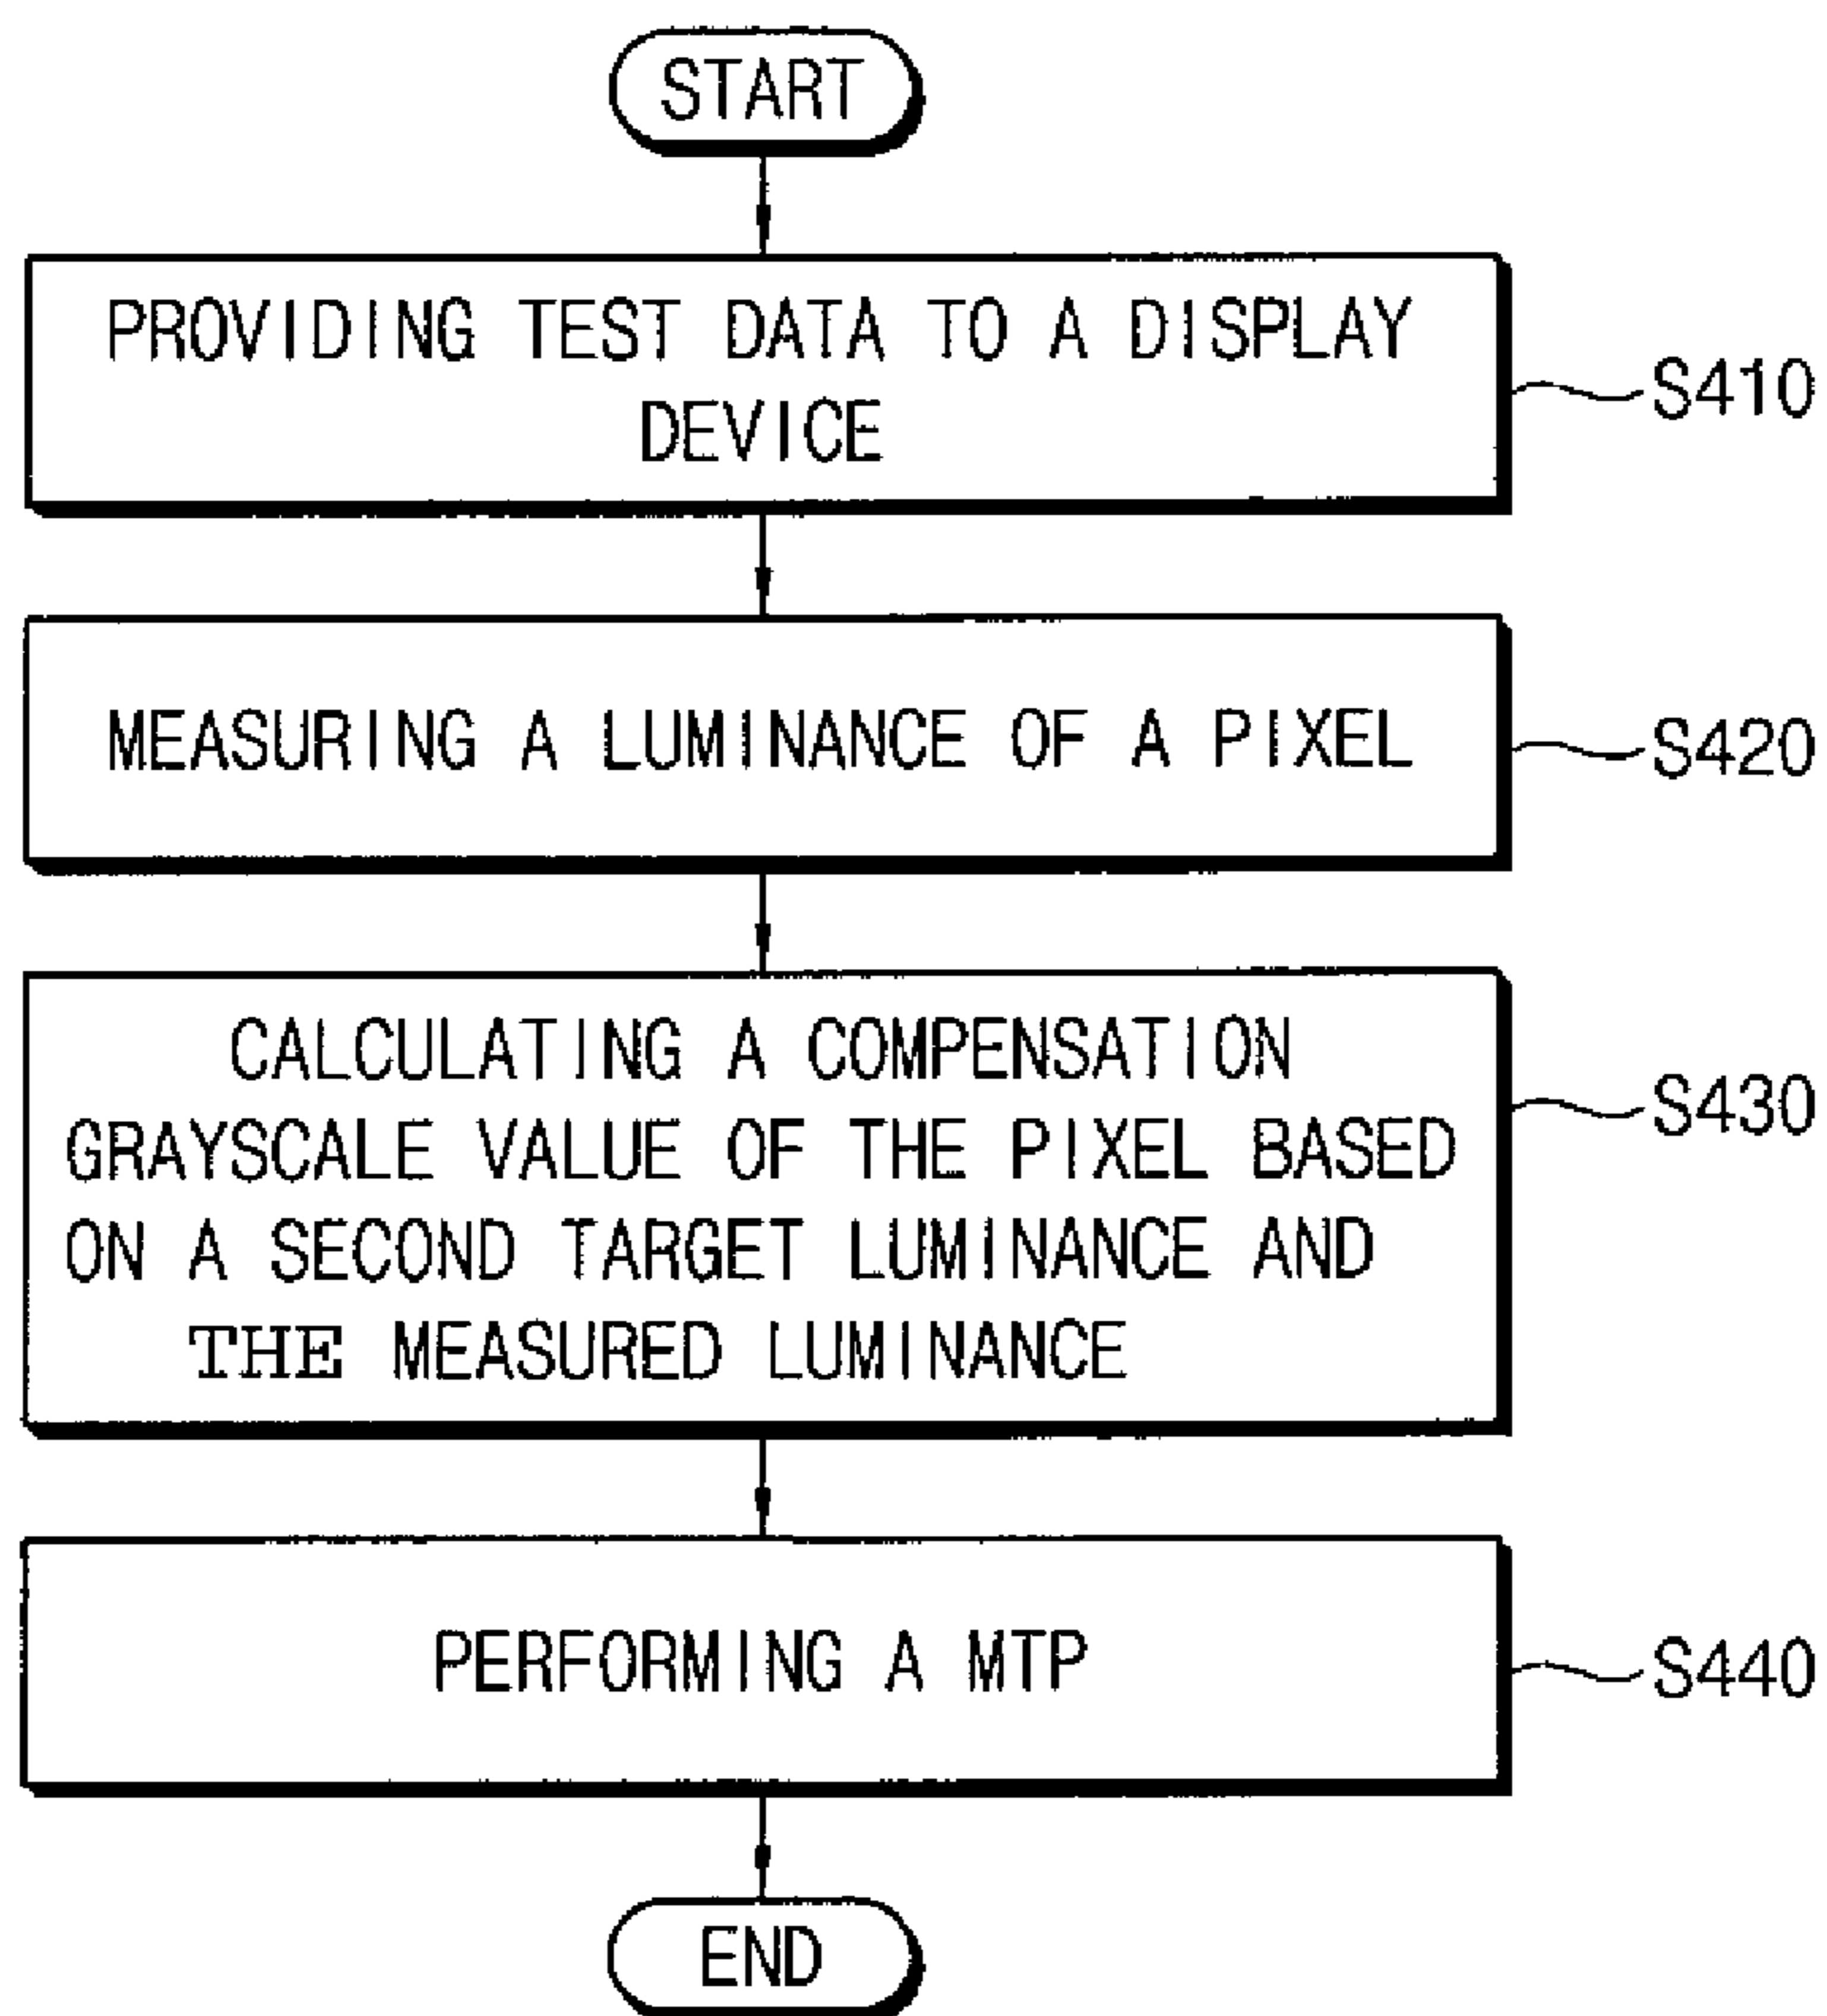 START
PROVIDING TEST DATA TO A DISPLAY
DEVICE
S410
MEASURING A LUMINANCE OF A PIXEL
S420
CALCULATING A COMPENSATION
GRAYSCALE VALUE OF THE PIXEL BASED
ON A SECOND TARGET LUMINANCE AND
THE MEASURED LUMINANCE
S430
PERFORMING A MTP
S440
END